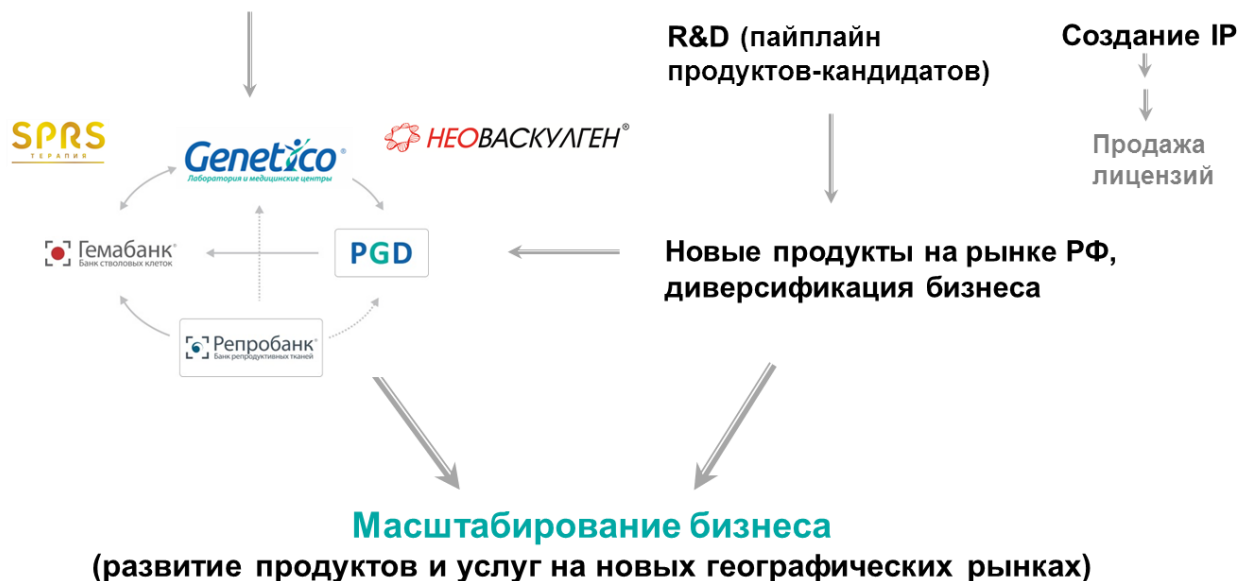 R&D (пайплайн
продуктов-кандидатов)
Создание IP
Продажа
лицензий
SPRS
ТЕРАПИЯ
Genetico®
Лаборатория и медицинские центры
НЕОВАСКУЛГЕН®
Гемабанк®
Банк стволовых клеток
PGD
Репробанк®
Банк репродуктивных тканей
Новые продукты на рынке РФ,
диверсификация бизнеса
Масштабирование бизнеса
(развитие продуктов и услуг на новых географических рынках)